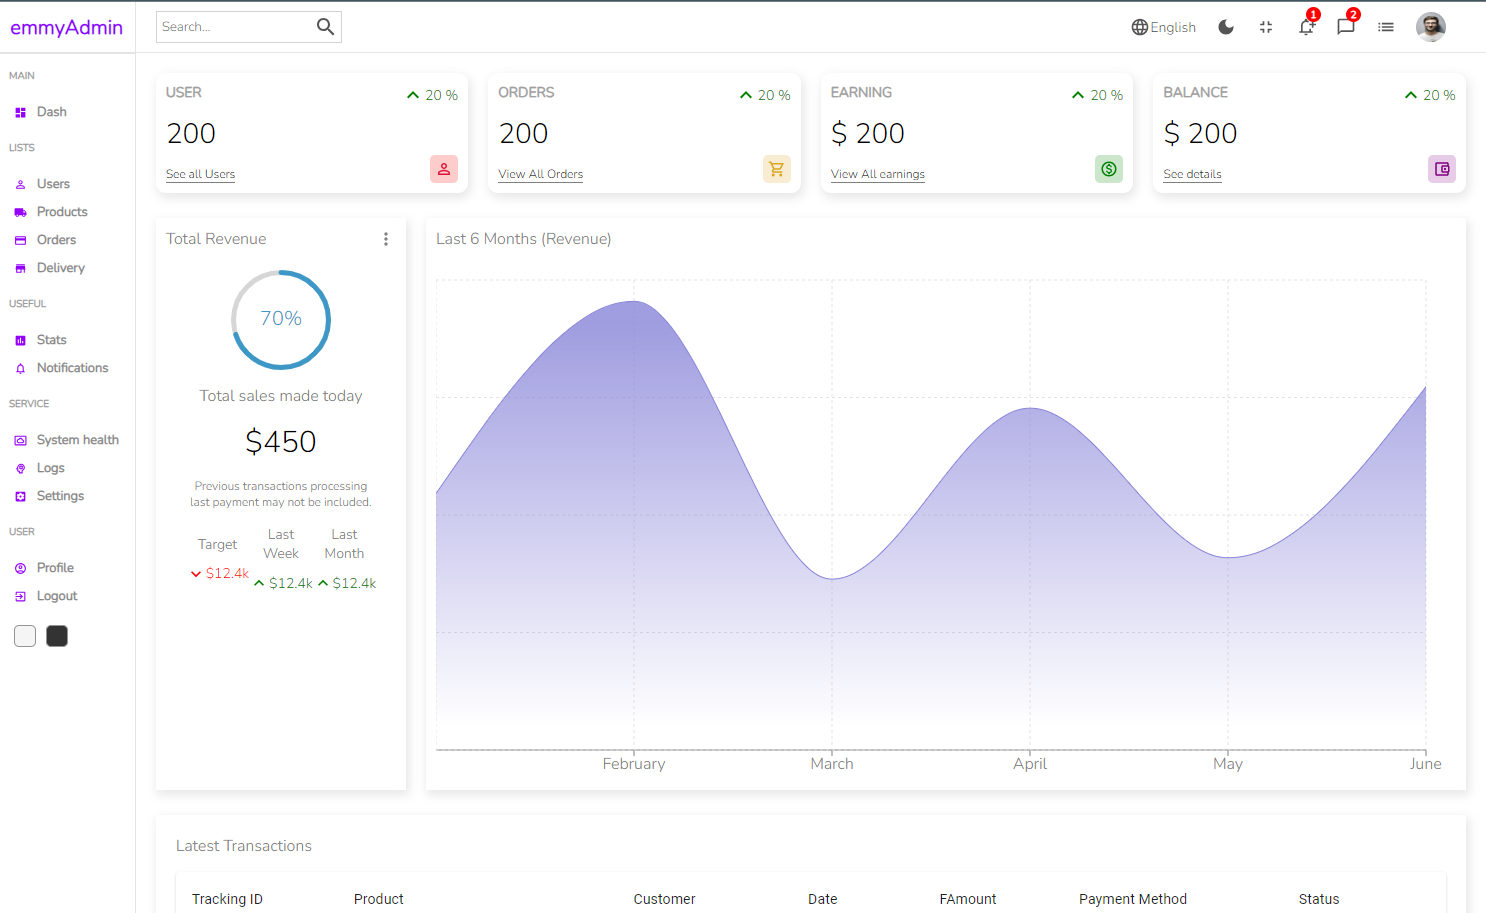 emmyAdmin
Search...
English
1
2
MAIN
Dash
LISTS
Users
Products
Orders
Delivery
USEFUL
Stats
Notifications
SERVICE
System health
Logs
Settings
USER
Profile
Logout
USER
20 %
200
See all Users
ORDERS
20 %
200
View All Orders
EARNING
20 %
$ 200
View All earnings
BALANCE
20 %
$ 200
See details
Total Revenue
70%
Total sales made today
$450
Previous transactions processing
last payment may not be included.
Target
$12.4k
Last
Week
$12.4k
Last
Month
$12.4k
Last 6 Months (Revenue)
February
March
April
May
June
Latest Transactions
Tracking ID
Product
Customer
Date
FAmount
Payment Method
Status